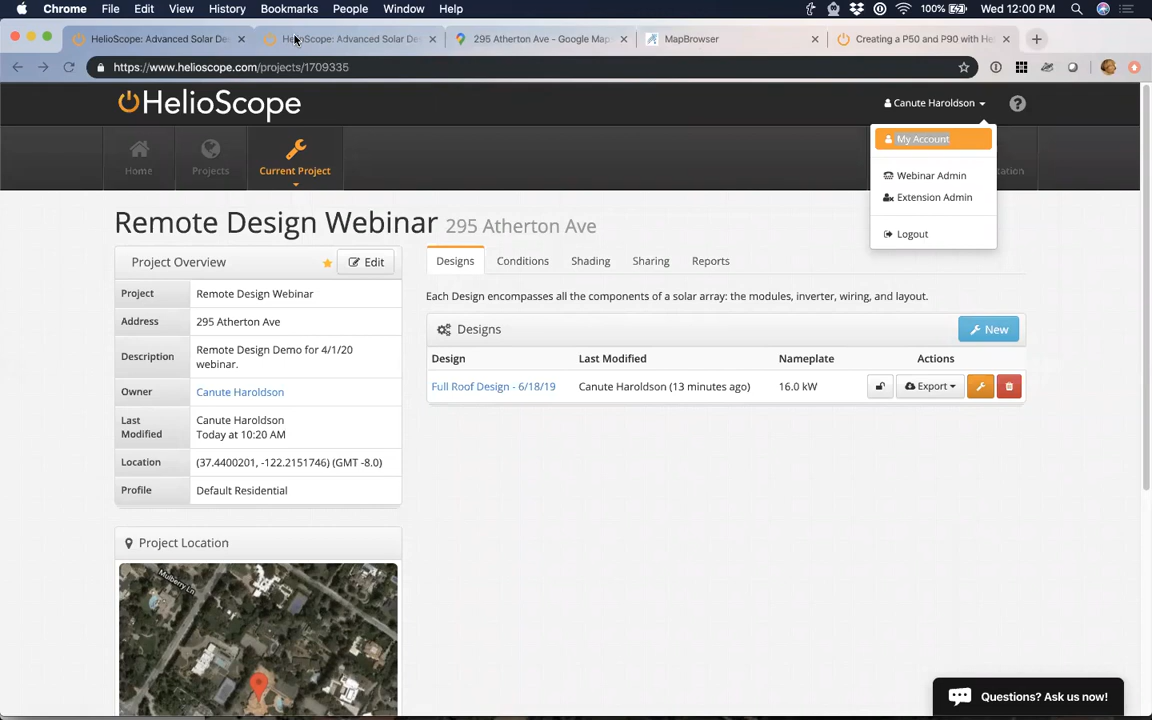 Chrome File Edit View History Bookmarks People Window Help 100% Wed 12:00 PM
HelioScope: Advanced Solar De HelioScope: Advanced Solar Des 295 Atherton Ave - Google Map MapBrowser Creating a P50 and P90 with He
https://www.helioscope.com/projects/1709335
HelioScope
Canute Haroldson
My Account
Webinar Admin
Extension Admin
Logout
Home Projects Current Project
Remote Design Webinar 295 Atherton Ave
Project Overview Edit
Project Remote Design Webinar
Address 295 Atherton Ave
Description Remote Design Demo for 4/1/20
webinar.
Owner Canute Haroldson
Last
Modified
Canute Haroldson
Today at 10:20 AM
Location (37.4400201, -122.2151746) (GMT -8.0)
Profile Default Residential
Project Location
Mulberry Ln
Designs Conditions Shading Sharing Reports
Each Design encompasses all the components of a solar array: the modules, inverter, wiring, and layout.
Designs New
Design Last Modified Nameplate Actions
Full Roof Design - 6/18/19 Canute Haroldson (13 minutes ago) 16.0 kW Export
Questions? Ask us now!